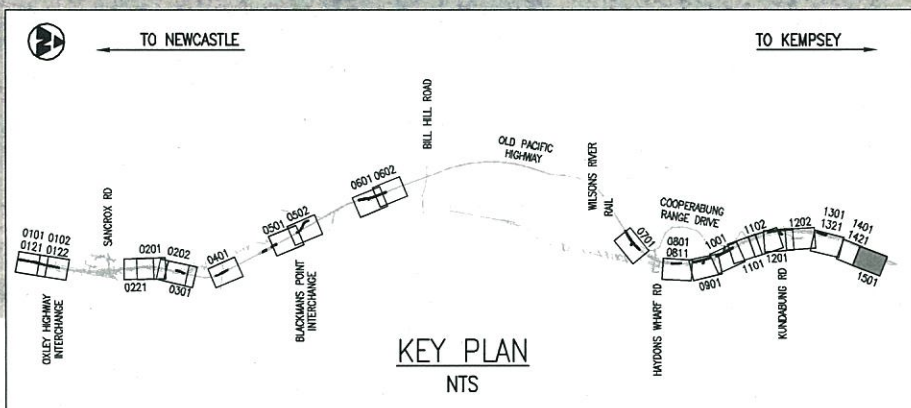 TO NEWCASTLE
TO KEMPSEY
SANCROX RD
BILL HILL ROAD
OLD PACIFIC
HIGHWAY
WILSONS RIVER
RAIL
COOPERABUNG
RANGE DRIVE
0101 0102
0121 0122
OXLEY HIGHWAY
INTERCHANGE
0201
0202
0221
0301
0401
0501 0502
BLACKMANS POINT
INTERCHANGE
0601 0602
0701
0801
0811
HAYDONS WHARF RD
0901
1001
1102
1101
1201
KUNDABUNG RD
1202
1301
1321
1401
1421
1501
KEY PLAN
NTS